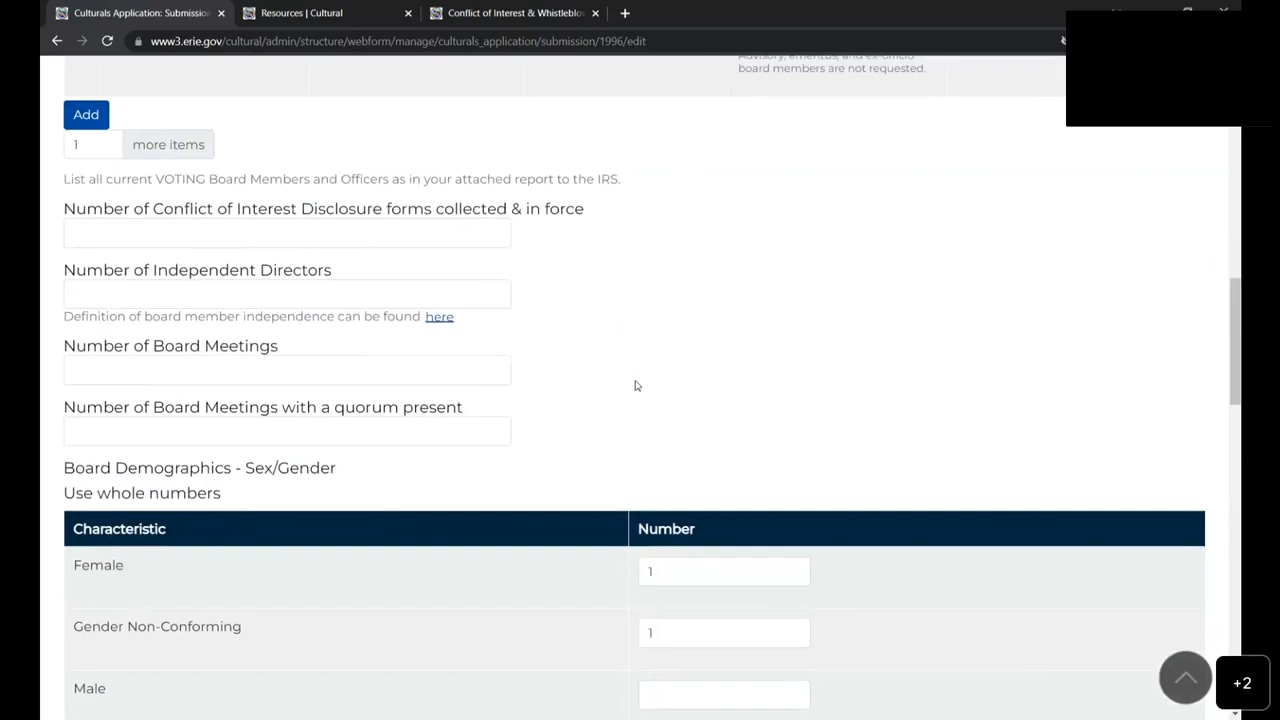 Culturals Application: Submission
Resources | Cultural
Conflict of Interest & Whistleblow
www3.erie.gov/cultural/admin/structure/webform/manage/culturals_application/submission/1996/edit
Advisory, emeritus, and ex-officio
board members are not requested.
Add
1 more items
List all current VOTING Board Members and Officers as in your attached report to the IRS.
Number of Conflict of Interest Disclosure forms collected & in force
Number of Independent Directors
Definition of board member independence can be found here
Number of Board Meetings
Number of Board Meetings with a quorum present
Board Demographics - Sex/Gender
Use whole numbers
Characteristic Number
Female 1
Gender Non-Conforming 1
Male
+2